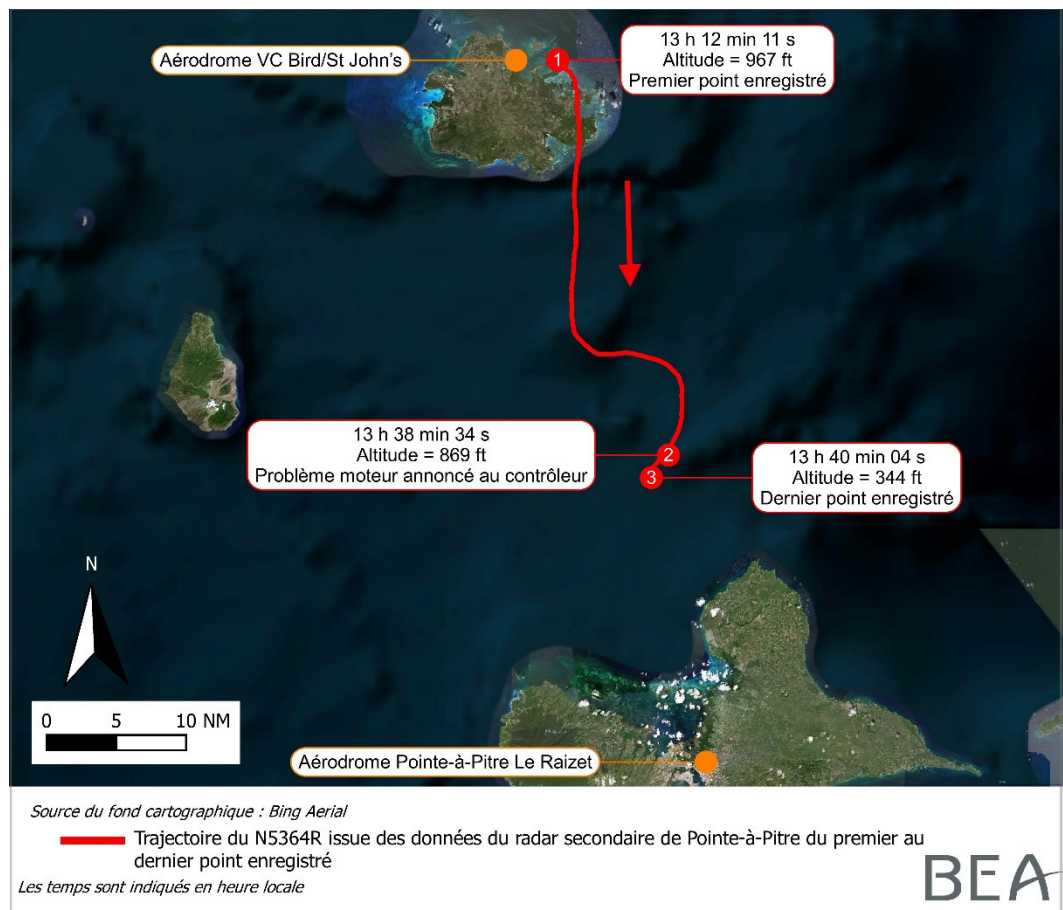 Aérodrome VC Bird/St John's
1
13 h 12 min 11 s
Altitude = 967 ft
Premier point enregistré
13 h 38 min 34 s
Altitude = 869 ft
Problème moteur annoncé au contrôleur
2
3
13 h 40 min 04 s
Altitude = 344 ft
Dernier point enregistré
N
0 5 10 NM
Aérodrome Pointe-à-Pitre Le Raizet
Source du fond cartographique : Bing Aerial
Trajectoire du N5364R issue des données du radar secondaire de Pointe-à-Pitre du premier au
dernier point enregistré
Les temps sont indiqués en heure locale
BEA